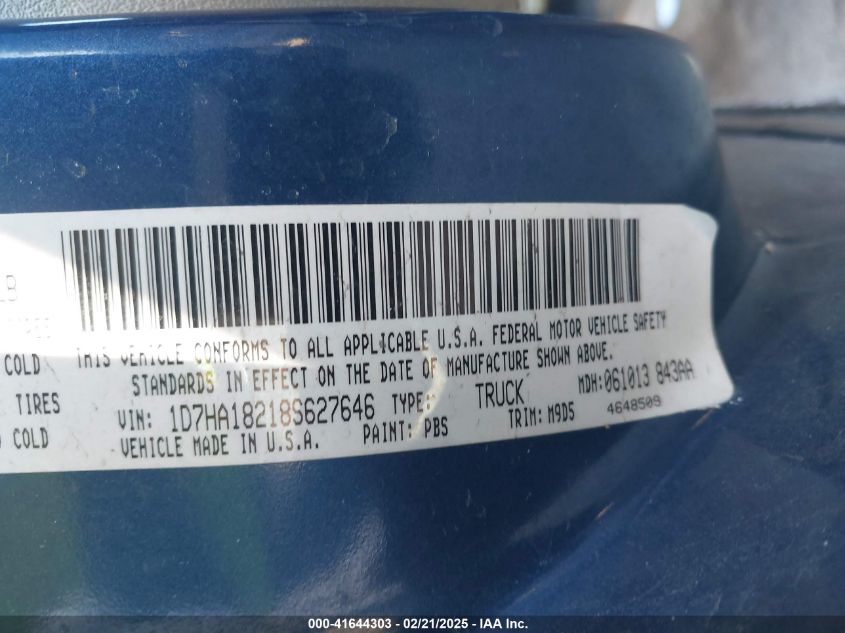 LB
COLD
TIRES
COLD
THIS VEHICLE CONFORMS TO ALL APPLICABLE U.S.A. FEDERAL MOTOR VEHICLE SAFETY
STANDARDS IN EFFECT ON THE DATE OF MANUFACTURE SHOWN ABOVE.
VIN: 1D7HA18218S627646 TYPE: TRUCK MDH:061013 843AA
VEHICLE MADE IN U.S.A. PAINT: PBS TRIM: M9D5 4648509
000-41644303 - 02/21/2025 - IAA Inc.